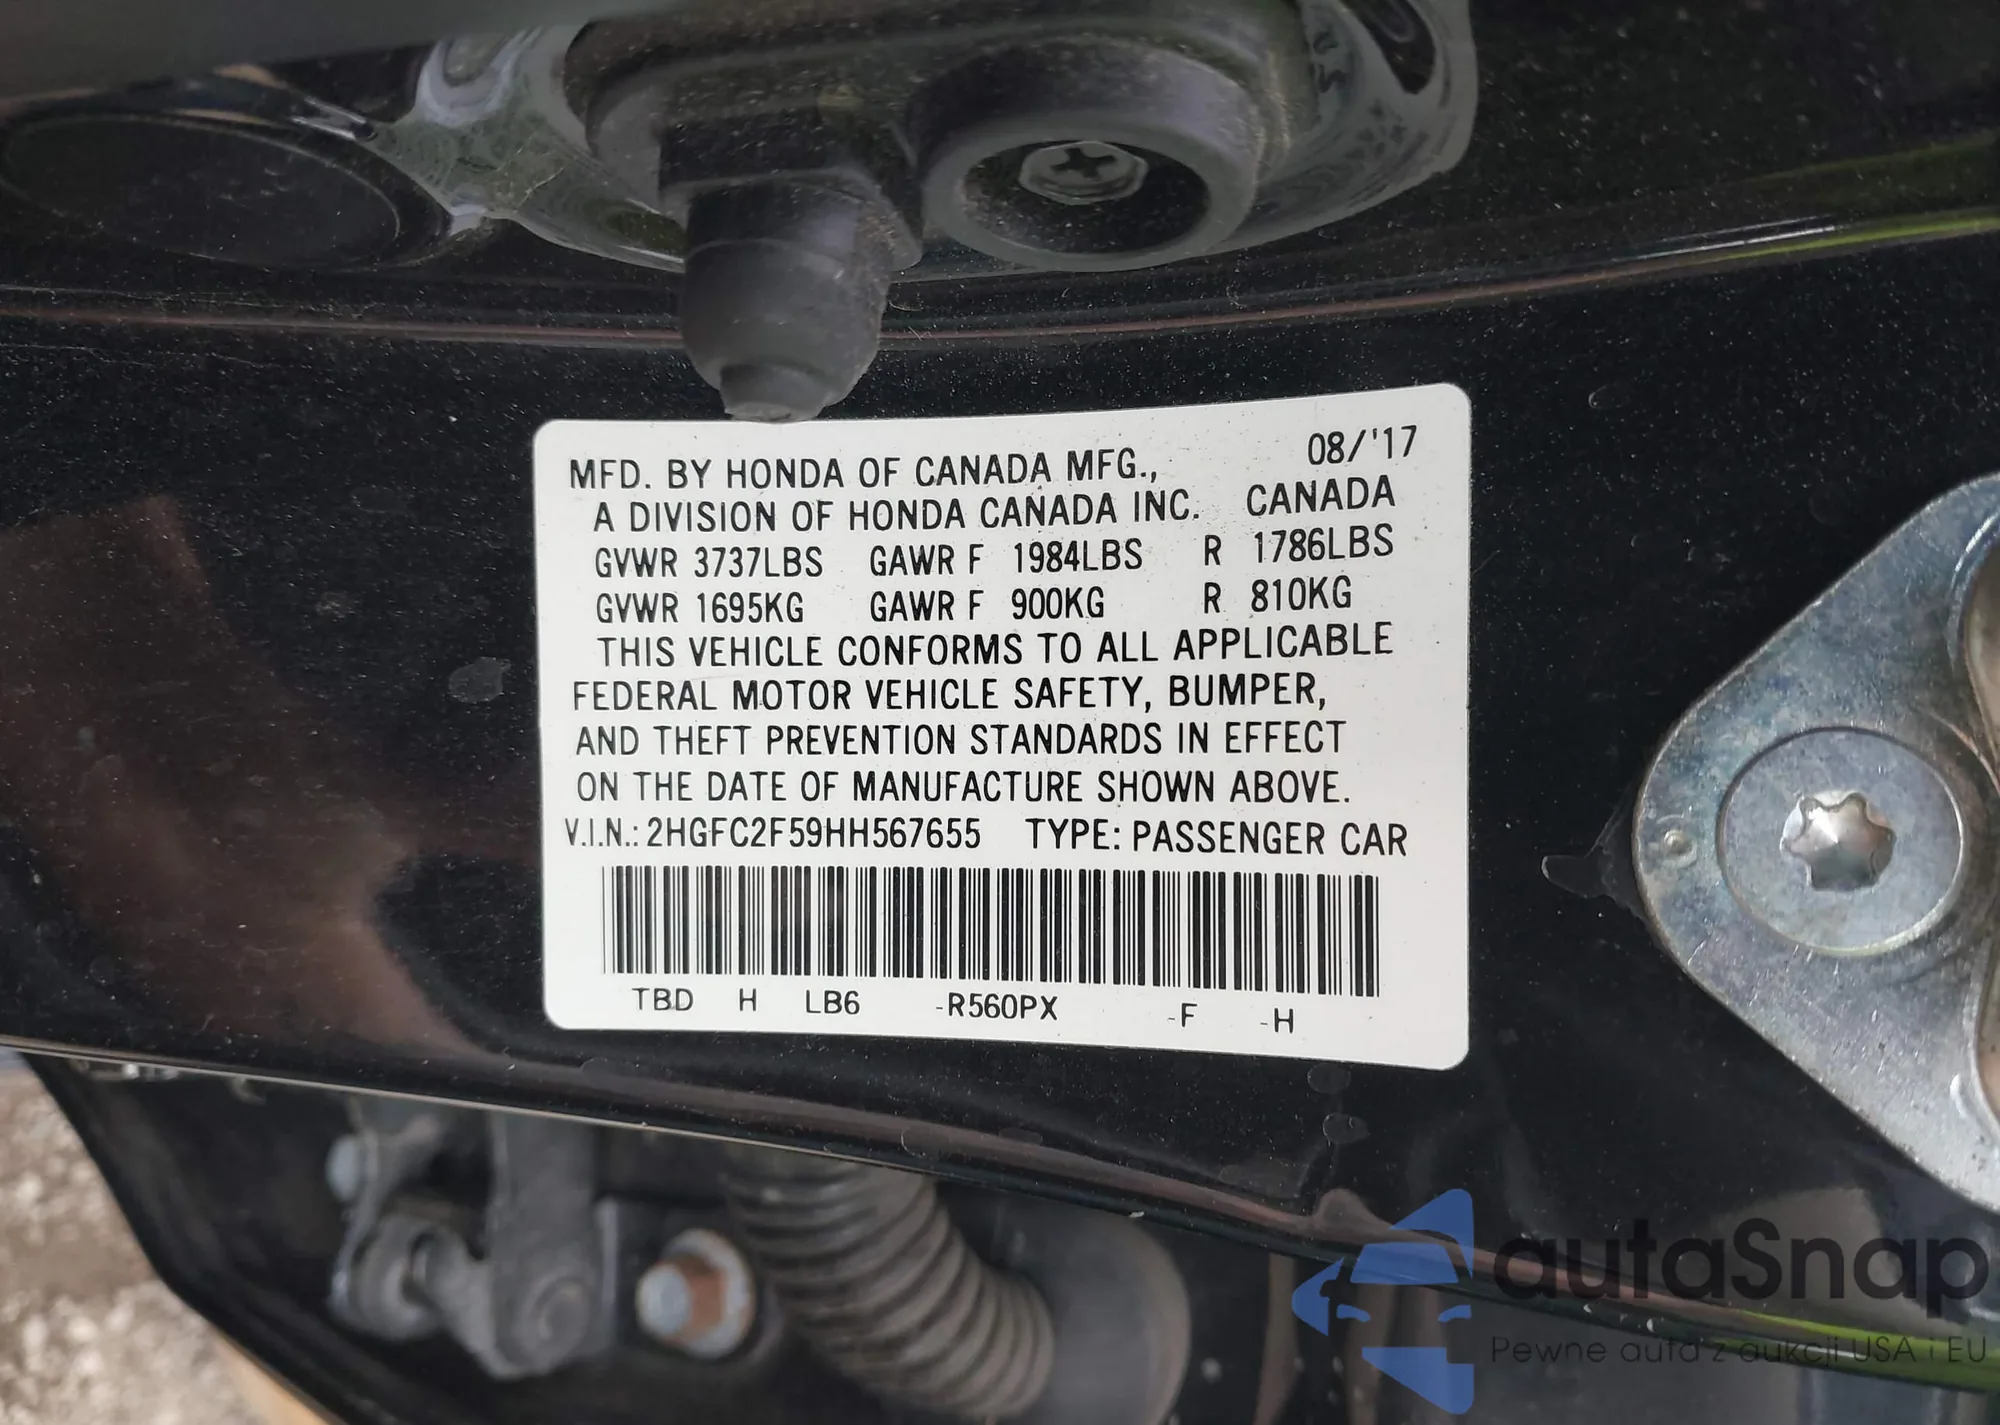 08/'17
MFD. BY HONDA OF CANADA MFG.,
A DIVISION OF HONDA CANADA INC. CANADA
GVWR 3737LBS GAWR F 1984LBS R 1786LBS
GVWR 1695KG GAWR F 900KG R 810KG
THIS VEHICLE CONFORMS TO ALL APPLICABLE
FEDERAL MOTOR VEHICLE SAFETY, BUMPER,
AND THEFT PREVENTION STANDARDS IN EFFECT
ON THE DATE OF MANUFACTURE SHOWN ABOVE.
V.I.N.: 2HGFC2F59HH567655 TYPE: PASSENGER CAR
TBD H LB6 -R560PX -F -H
autaSnap
Pewne auta z aukcji USA i EU